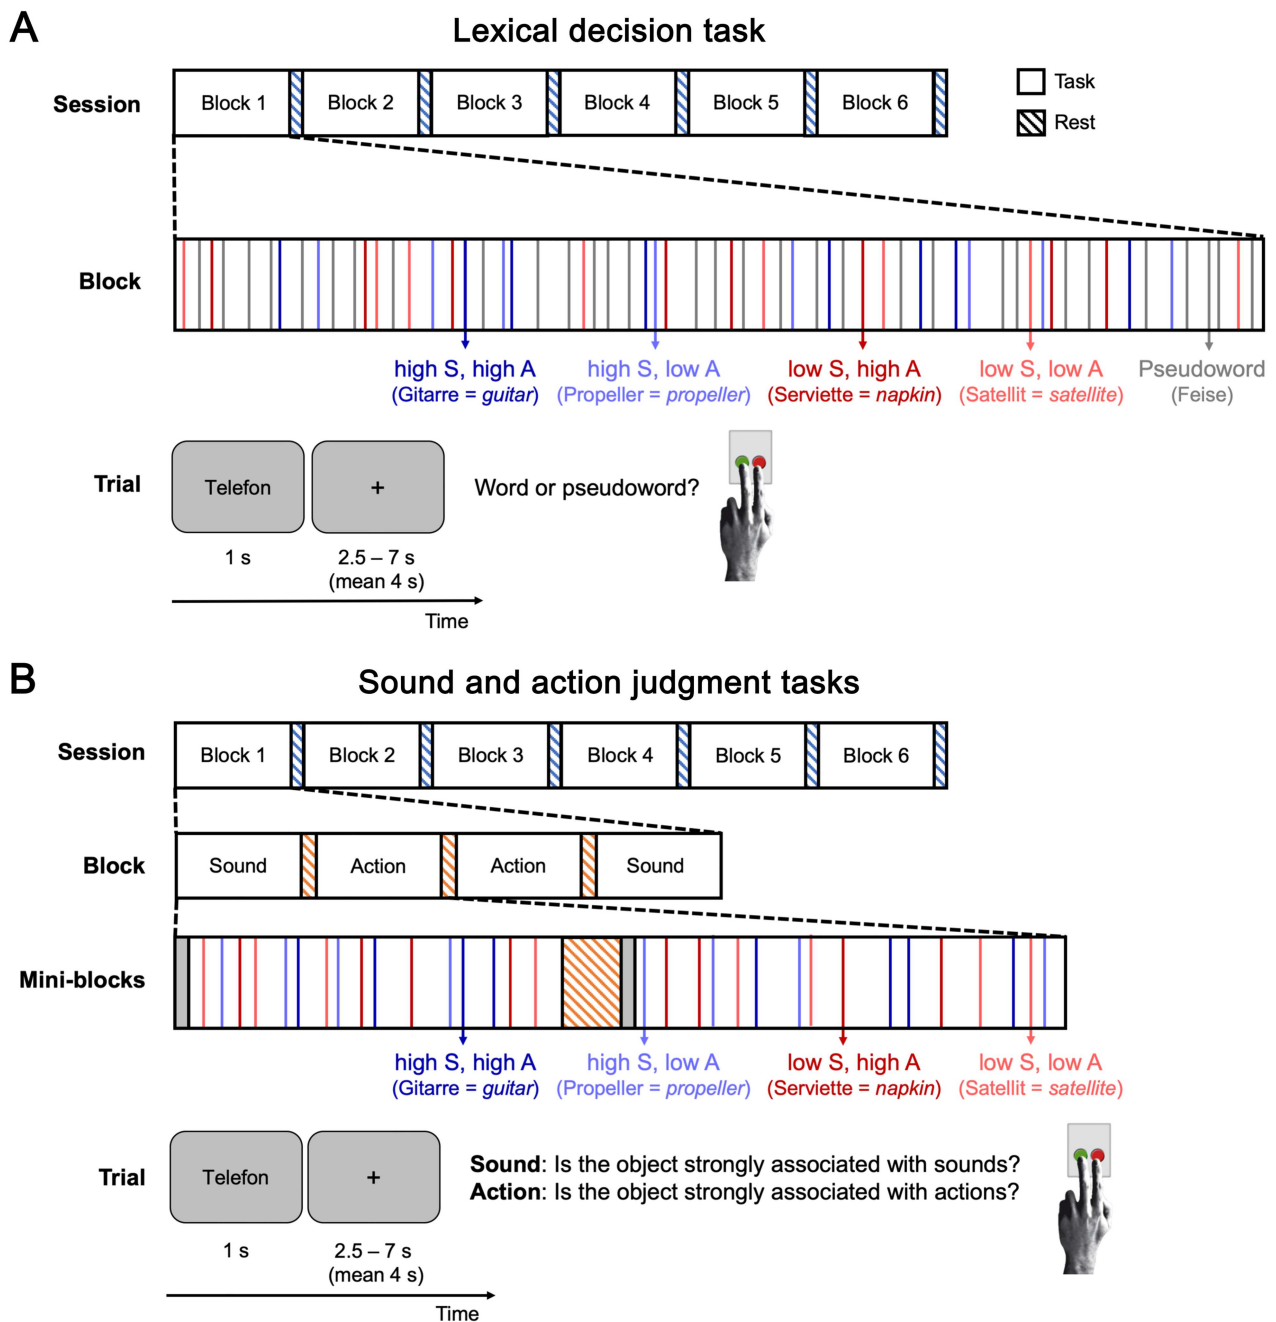 A
Lexical decision task
Session
Block 1
Block 2
Block 3
Block 4
Block 5
Block 6
Task
Rest
Block
high S, high A
(Gitarre = guitar)
high S, low A
(Propeller = propeller)
low S, high A
(Serviette = napkin)
low S, low A
(Satellit = satellite)
Pseudoword
(Feise)
Trial
Telefon
+
Word or pseudoword?
1 s
2.5 – 7 s
(mean 4 s)
Time
B
Sound and action judgment tasks
Session
Block 1
Block 2
Block 3
Block 4
Block 5
Block 6
Block
Sound
Action
Action
Sound
Mini-blocks
high S, high A
(Gitarre = guitar)
high S, low A
(Propeller = propeller)
low S, high A
(Serviette = napkin)
low S, low A
(Satellit = satellite)
Trial
Telefon
+
Sound: Is the object strongly associated with sounds?
Action: Is the object strongly associated with actions?
1 s
2.5 – 7 s
(mean 4 s)
Time